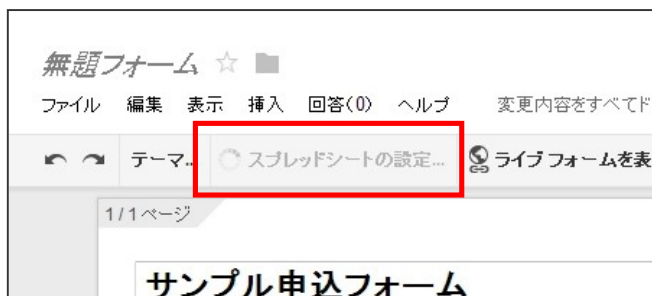 無題フォーム
ファイル 編集 表示 挿入 回答(0) ヘルプ 変更内容をすべてド
テーマ.. スプレッドシートの設定... ライブ フォームを表
1/1ページ
サンプル申込フォーム